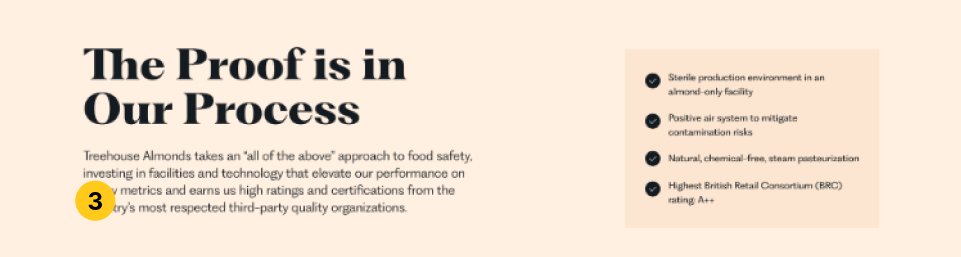 The Proof is in
Our Process
Treehouse Almonds takes an "all of the above" approach to food safety,
investing in facilities and technology that elevate our performance on
metrics and earns us high ratings and certifications from the
most respected third-party quality organizations.
3
Sterile production environment in an
almond-only facility
Positive air system to mitigate
contamination risks
Natural, chemical-free, steam pasteurization
Highest British Retail Consortium (BRC)
rating: A++